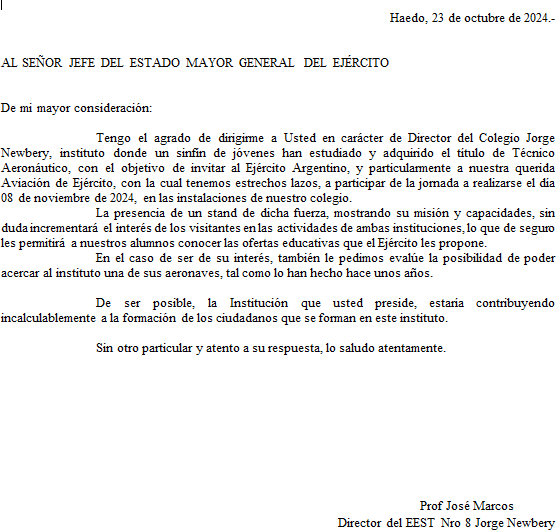 Haedo, 23 de octubre de 2024.-
AL SEÑOR JEFE DEL ESTADO MAYOR GENERAL DEL EJÉRCITO
De mi mayor consideración:
Tengo el agrado de dirigirme a Usted en carácter de Director del Colegio Jorge
Newbery, instituto donde un sinfín de jóvenes han estudiado y adquirido el título de Técnico
Aeronáutico, con el objetivo de invitar al Ejército Argentino, y particularmente a nuestra querida
Aviación de Ejército, con la cual tenemos estrechos lazos, a participar de la jornada a realizarse el día
08 de noviembre de 2024, en las instalaciones de nuestro colegio.
La presencia de un stand de dicha fuerza, mostrando su misión y capacidades, sin
duda incrementará el interés de los visitantes en las actividades de ambas instituciones, lo que de seguro
les permitirá a nuestros alumnos conocer las ofertas educativas que el Ejército les propone.
En el caso de ser de su interés, también le pedimos evalúe la posibilidad de poder
acercar al instituto una de sus aeronaves, tal como lo han hecho hace unos años.
De ser posible, la Institución que usted preside, estaría contribuyendo
incalculablemente a la formación de los ciudadanos que se forman en este instituto.
Sin otro particular y atento a su respuesta, lo saludo atentamente.
Prof José Marcos
Director del EEST Nro 8 Jorge Newbery